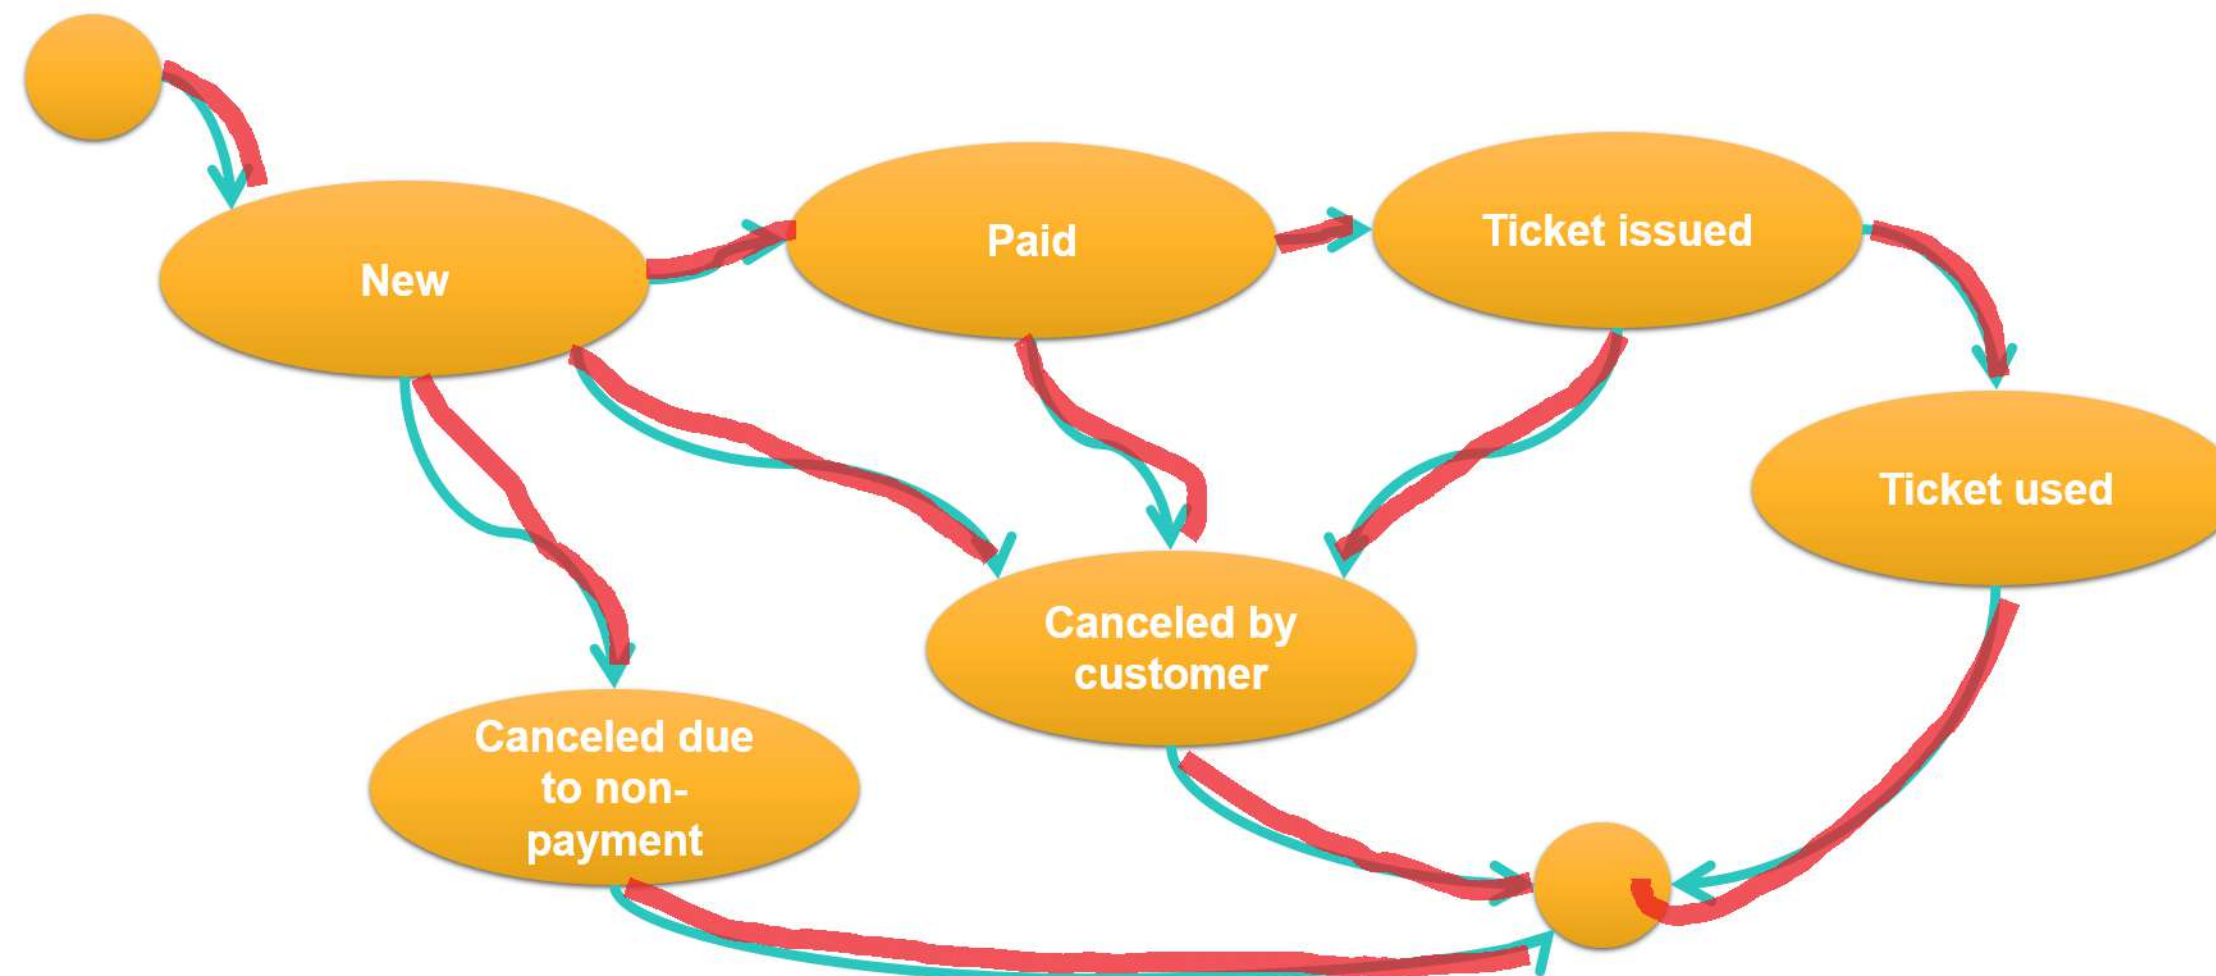 New
Paid
Ticket issued
Ticket used
Canceled by
customer
Canceled due
to non-
payment